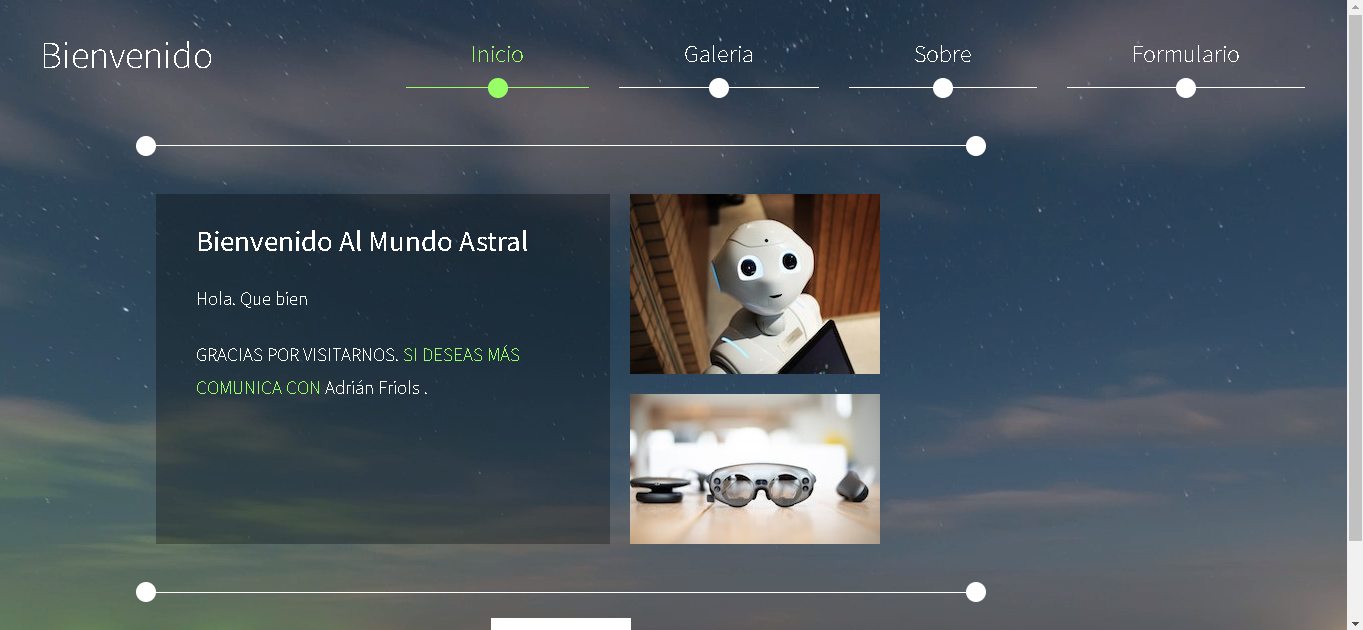 Bienvenido
Inicio
Galeria
Sobre
Formulario
Bienvenido Al Mundo Astral
Hola. Que bien
GRACIAS POR VISITARNOS. SI DESEAS MÁS
COMUNICA CON Adrián Fríols .